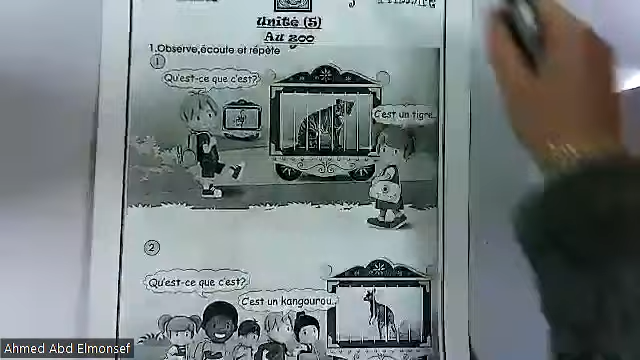 Unité (5)
Au zoo
1.Observe,écoute et répète
1
Qu'est-ce que c'est?
C'est un tigre.
2
Qu'est-ce que c'est?
C'est un kangourou..
Ahmed Abd Elmonsef